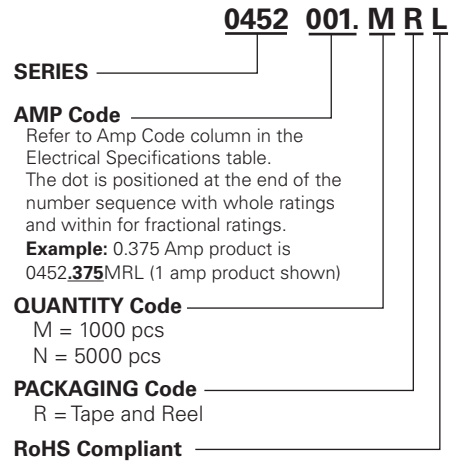 0452 001. M R L
SERIES
AMP Code
Refer to Amp Code column in the
Electrical Specifications table.
The dot is positioned at the end of the
number sequence with whole ratings
and within for fractional ratings.
Example: 0.375 Amp product is
0452.375MRL (1 amp product shown)
QUANTITY Code
M = 1000 pcs
N = 5000 pcs
PACKAGING Code
R = Tape and Reel
RoHS Compliant